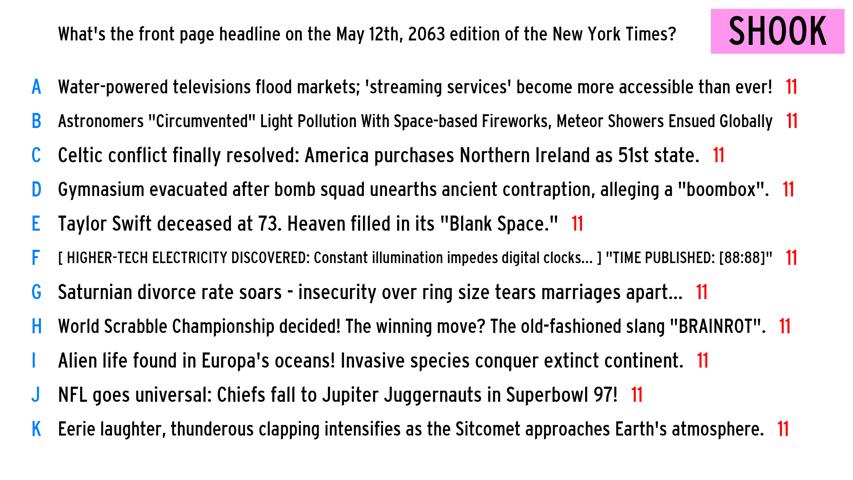 What's the front page headline on the May 12th, 2063 edition of the New York Times?
SHOOK
A Water-powered televisions flood markets; 'streaming services' become more accessible than ever! 11
B Astronomers "Circumvented" Light Pollution With Space-based Fireworks, Meteor Showers Ensued Globally 11
C Celtic conflict finally resolved: America purchases Northern Ireland as 51st state. 11
D Gymnasium evacuated after bomb squad unearths ancient contraption, alleging a "boombox". 11
E Taylor Swift deceased at 73. Heaven filled in its "Blank Space." 11
F [ HIGHER-TECH ELECTRICITY DISCOVERED: Constant illumination impedes digital clocks... ] "TIME PUBLISHED: [88:88]" 11
G Saturnian divorce rate soars - insecurity over ring size tears marriages apart... 11
H World Scrabble Championship decided! The winning move? The old-fashioned slang "BRAINROT". 11
I Alien life found in Europa's oceans! Invasive species conquer extinct continent. 11
J NFL goes universal: Chiefs fall to Jupiter Juggernauts in Superbowl 97! 11
K Eerie laughter, thunderous clapping intensifies as the Sitcomet approaches Earth's atmosphere. 11